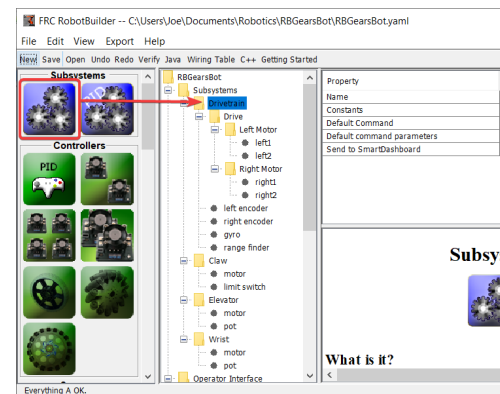 FRC RobotBuilder -- C:\Users\Joe\Documents\Robotics\RBGearsBot\RBGearsBot.yaml
File Edit View Export Help
New Save Open Undo Redo Verify Java Wiring Table C++ Getting Started
Subsystems
PID
Controllers
PID
RBGearsBot
Subsystems
Drivetrain
Drive
Left Motor
left1
left2
Right Motor
right1
right2
left encoder
right encoder
gyro
range finder
Claw
motor
limit switch
Elevator
motor
pot
Wrist
motor
pot
Operator Interface
Property
Name
Constants
Default Command
Default command parameters
Send to SmartDashboard
Subsy
What is it?
Everything A OK.